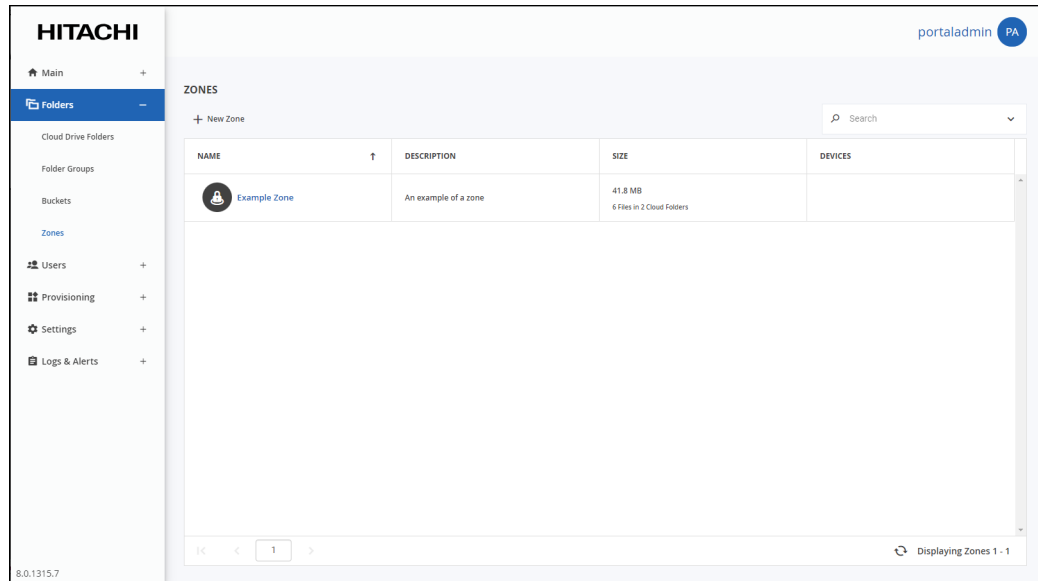 HITACHI
portaladmin PA
Main +
Folders –
Cloud Drive Folders
Folder Groups
Buckets
Zones
Users +
Provisioning +
Settings +
Logs & Alerts +
8.0.1315.7
ZONES
+ New Zone
Search
NAME ↑ DESCRIPTION SIZE DEVICES
Example Zone An example of a zone 41.8 MB
6 Files in 2 Cloud Folders
1
Displaying Zones 1 - 1